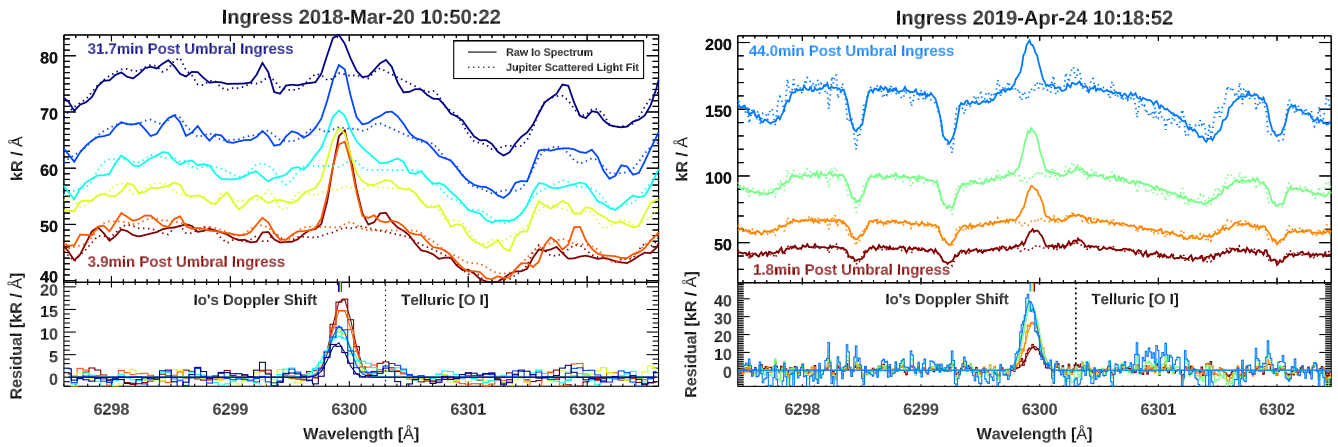 Ingress 2018-Mar-20 10:50:22
31.7min Post Umbral Ingress
Raw Io Spectrum
Jupiter Scattered Light Fit
80
70
60
50
40
kR / Å
3.9min Post Umbral Ingress
20
15
10
5
0
Residual [kR / Å]
Io's Doppler Shift
Telluric [O I]
6298 6299 6300 6301 6302
Wavelength [Å]
Ingress 2019-Apr-24 10:18:52
44.0min Post Umbral Ingress
200
150
100
50
kR / Å
1.8min Post Umbral Ingress
40
30
20
10
0
Residual [kR / Å]
Io's Doppler Shift
Telluric [O I]
6298 6299 6300 6301 6302
Wavelength [Å]